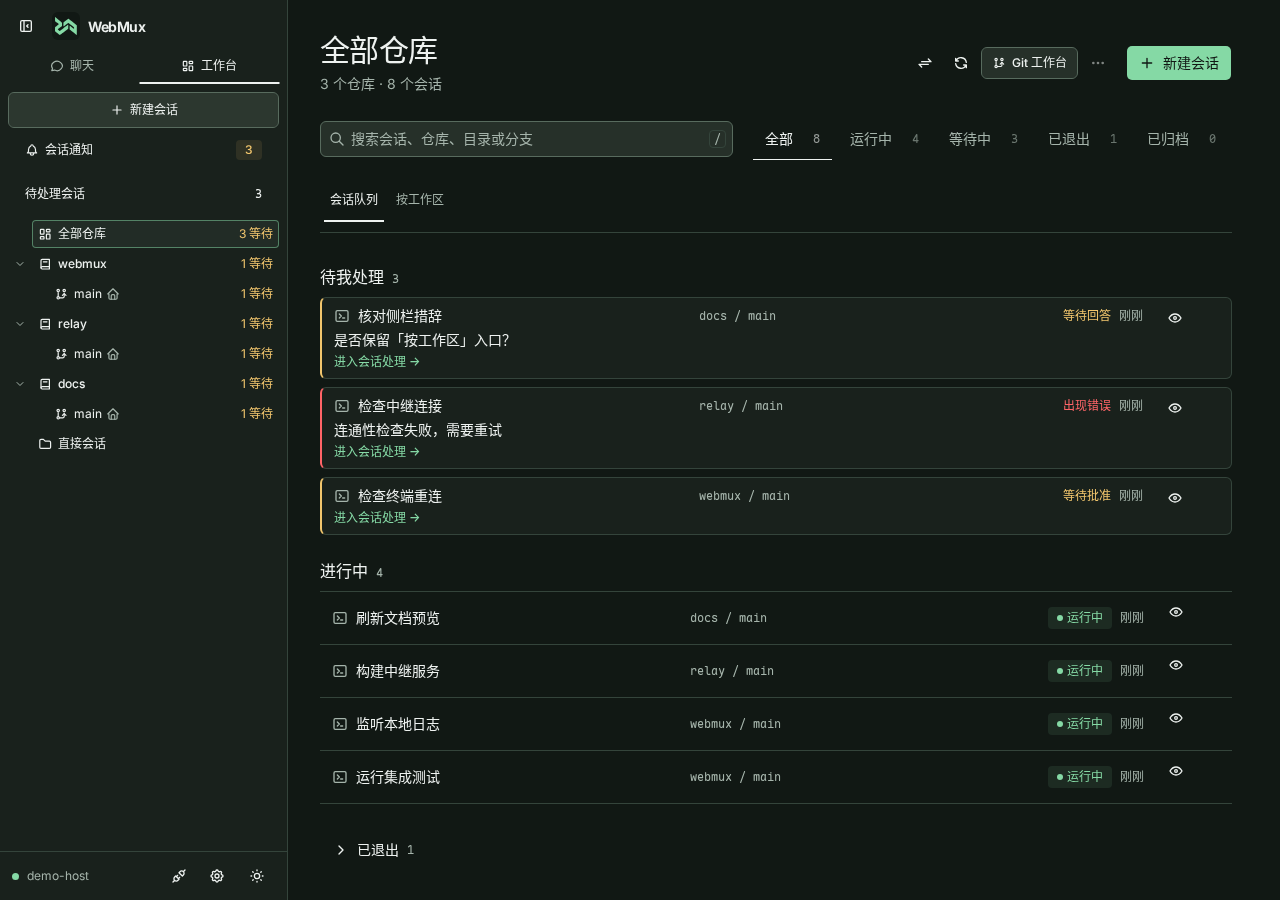 WebMux
聊天
工作台
新建会话
会话通知 3
待处理会话 3
全部仓库 3 等待
webmux 1 等待
main 1 等待
relay 1 等待
main 1 等待
docs 1 等待
main 1 等待
直接会话
demo-host
全部仓库
3 个仓库 · 8 个会话
Git 工作台
新建会话
搜索会话、仓库、目录或分支 /
全部 8 运行中 4 等待中 3 已退出 1 已归档 0
会话队列 按工作区
待我处理 3
核对侧栏措辞 docs / main 等待回答 刚刚
是否保留「按工作区」入口?
进入会话处理 →
检查中继连接 relay / main 出现错误 刚刚
连通性检查失败，需要重试
进入会话处理 →
检查终端重连 webmux / main 等待批准 刚刚
进入会话处理 →
进行中 4
刷新文档预览 docs / main 运行中 刚刚
构建中继服务 relay / main 运行中 刚刚
监听本地日志 webmux / main 运行中 刚刚
运行集成测试 webmux / main 运行中 刚刚
已退出 1